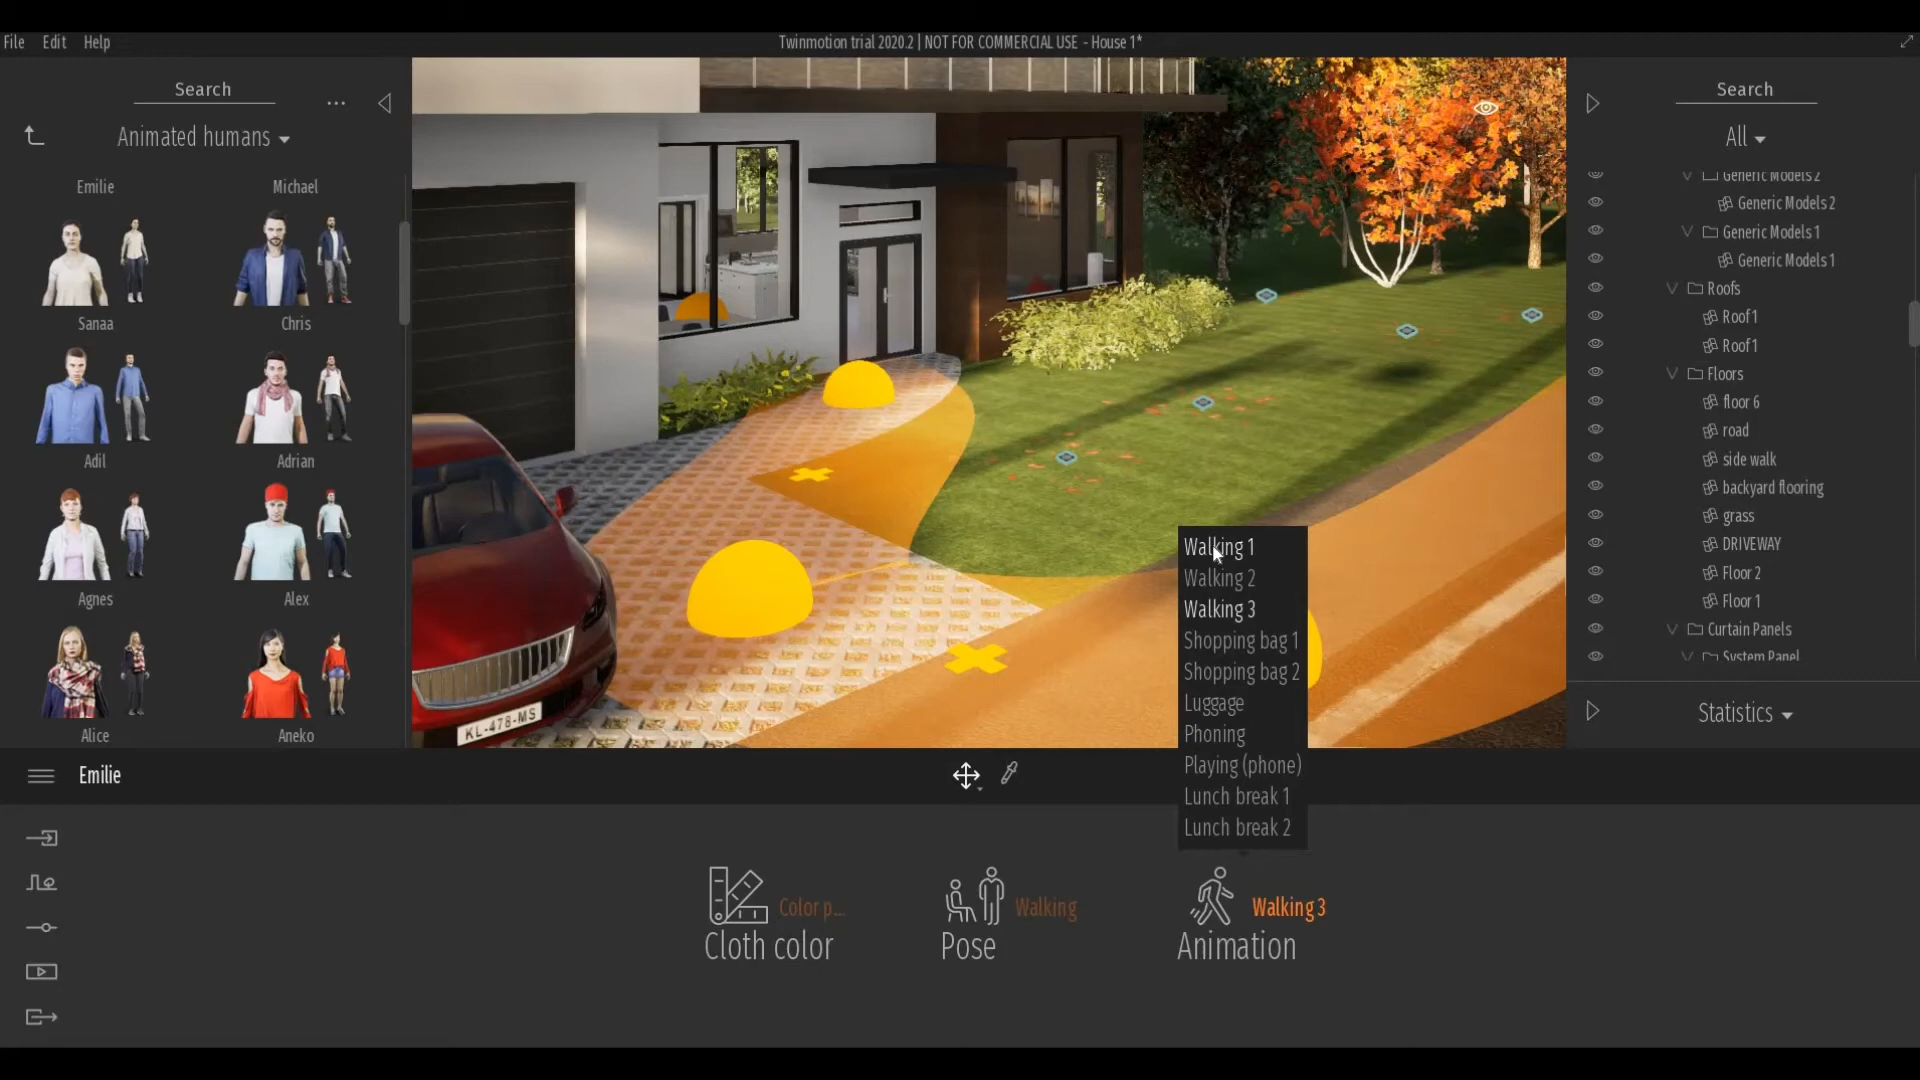 File Edit Help
Twinmotion trial 2020.2 | NOT FOR COMMERCIAL USE - House 1*
Search
...
Animated humans
Emilie
Michael
Sanaa
Chris
Adil
Adrian
Agnes
Alex
Alice
Aneko
KL-478-MS
Search
All
Generic Models 2
Generic Models 2
Generic Models 1
Generic Models 1
Roofs
Roof1
Roof1
Floors
floor 6
road
side walk
backyard flooring
grass
DRIVEWAY
Floor 2
Floor 1
Curtain Panels
System Panel
Statistics
Walking 1
Walking 2
Walking 3
Shopping bag 1
Shopping bag 2
Luggage
Phoning
Playing (phone)
Lunch break 1
Lunch break 2
Emilie
Color p...
Cloth color
Walking
Pose
Walking 3
Animation